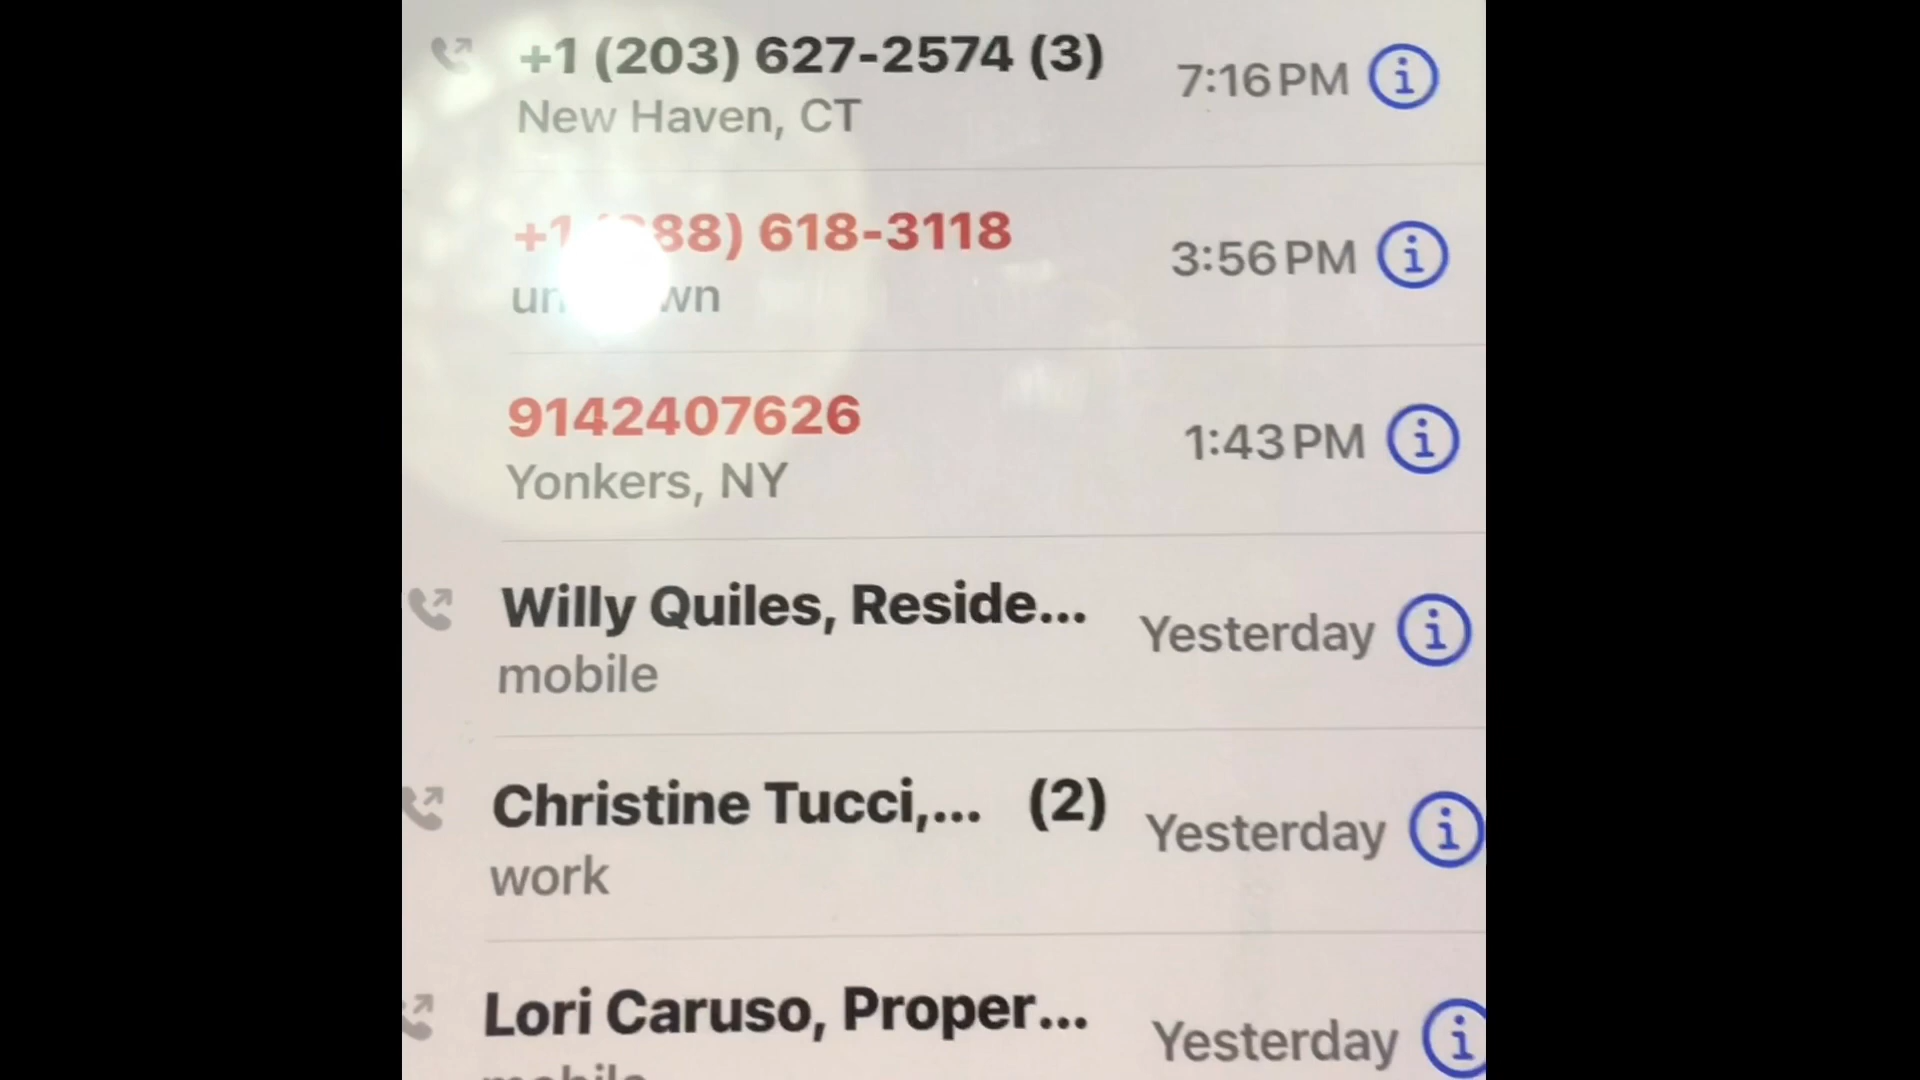 +1 (203) 627-2574 (3)
7:16 PM
New Haven, CT
88) 618-3118
3:56 PM
9142407626
1:43 PM
Yonkers, NY
Willy Quiles, Reside...
Yesterday
mobile
Christine Tucci,... (2)
Yesterday
work
Lori Caruso, Proper...
Yesterday